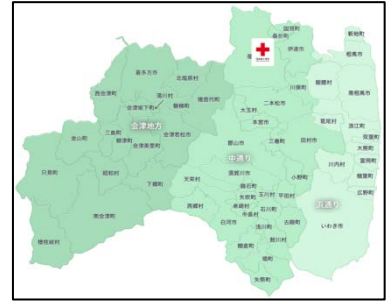 国見町
桑折町
伊達市
新地町
相馬市
喜多方市
北塩原村
川俣町
飯舘村
南相馬市
西会津町
湯川村
磐梯町
猪苗代町
会津坂下町
二本松市
大玉村
本宮市
葛尾村
浪江町
双葉町
大熊町
会津地方
会津若松市
三島町
柳津町
会津美里町
金山町
郡山市
三春町
田村市
富岡町
川内村
楢葉町
中通り
只見町
昭和村
須賀川市
小野町
広野町
天栄村
鏡石町
下郷町
矢吹町
玉川村
平田村
浜通り
西郷村
泉崎村
石川町
中島村
いわき市
南会津町
白河市
浅川町
古殿町
棚倉町
鮫川村
檜枝岐村
塙町
矢祭町